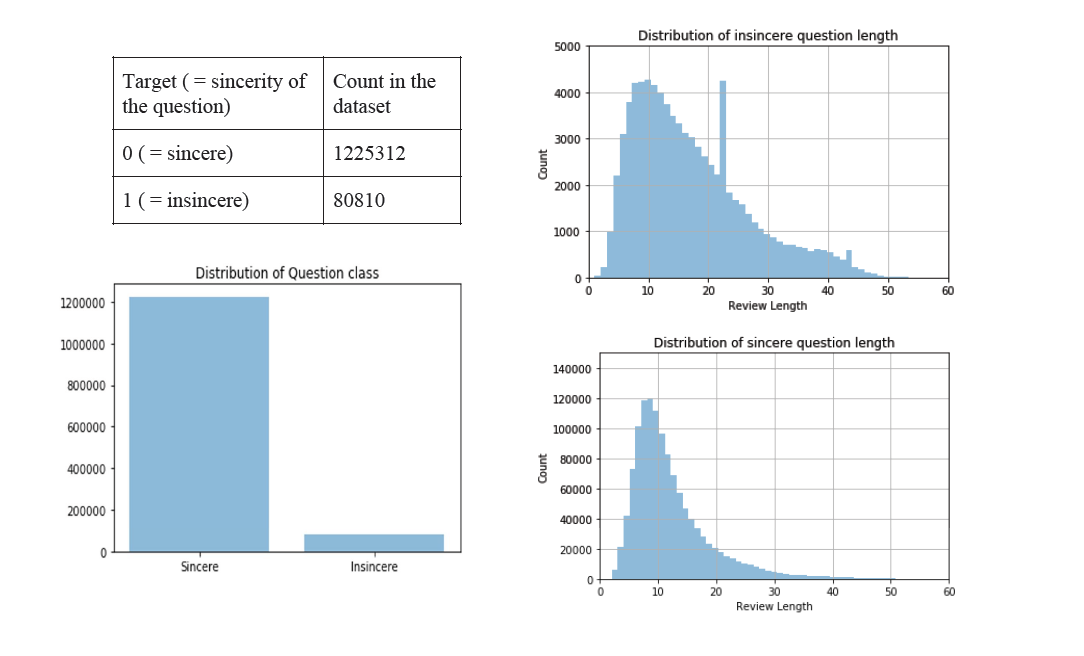 Target ( = sincerity of
the question)
Count in the
dataset
0 ( = sincere)
1225312
1 ( = insincere)
80810
Distribution of Question class
1200000
1000000
800000
600000
400000
200000
0
Sincere
Insincere
Distribution of insincere question length
5000
4000
3000
2000
1000
0
Count
0
10
20
30
40
50
60
Review Length
Distribution of sincere question length
140000
120000
100000
80000
60000
40000
20000
0
Count
0
10
20
30
40
50
60
Review Length